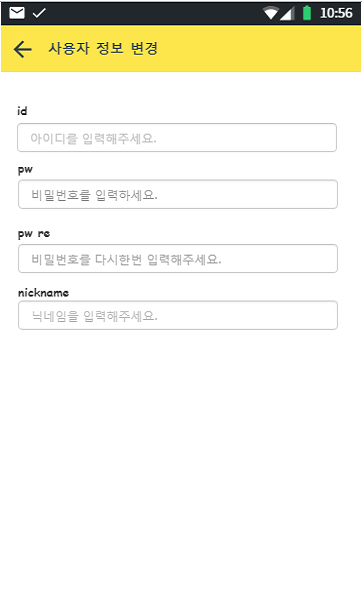 10:56
사용자 정보 변경
id
아이디를 입력해주세요.
pw
비밀번호를 입력하세요.
pw re
비밀번호를 다시한번 입력해주세요.
nickname
닉네임을 입력해주세요.